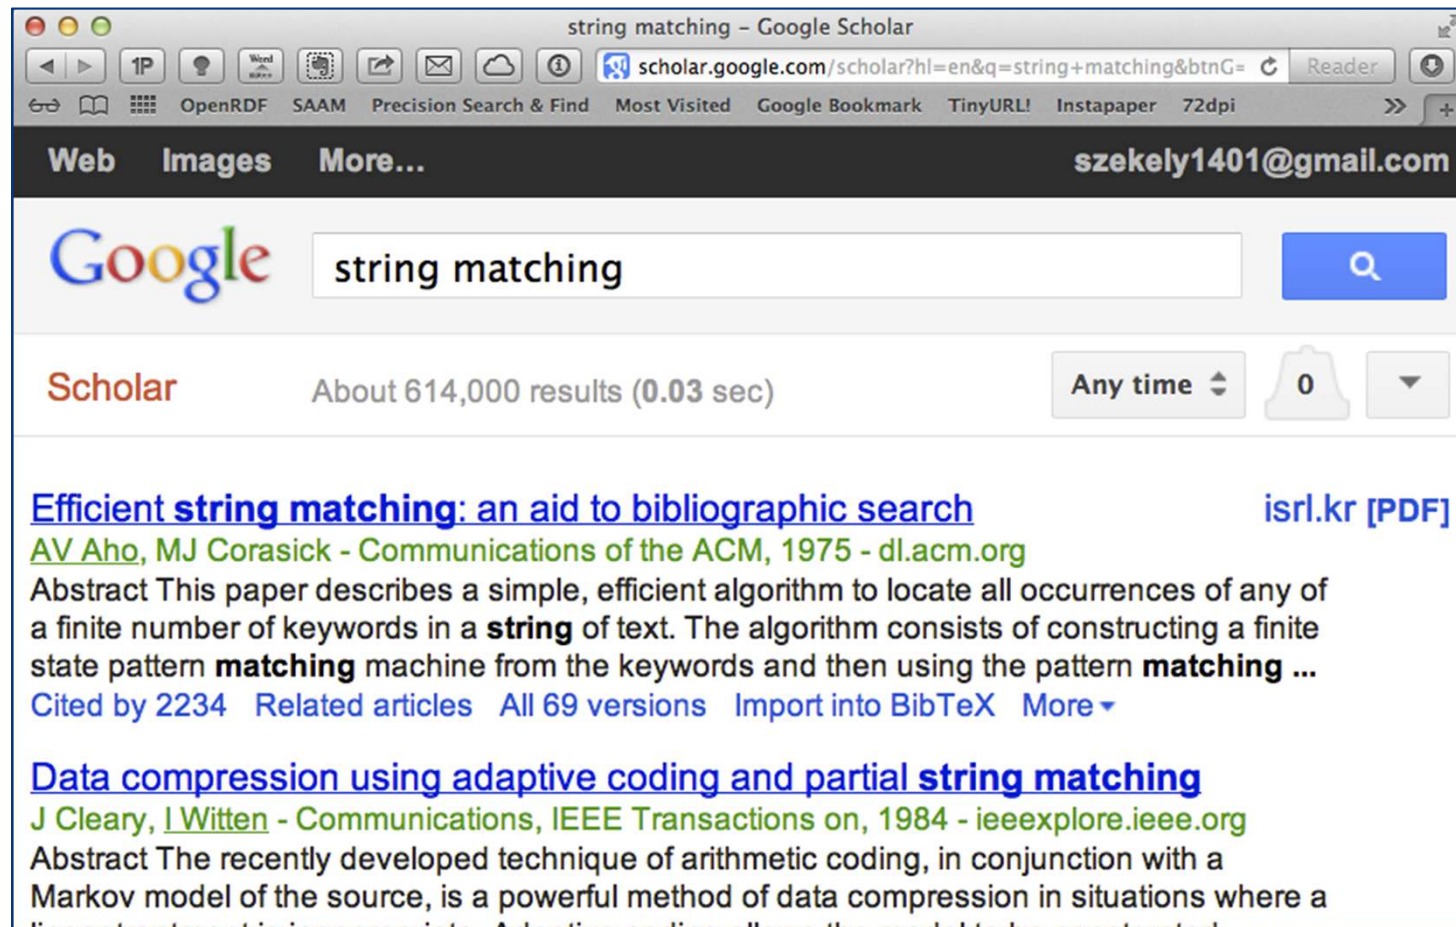 string matching – Google Scholar
1P Word scholar.google.com/scholar?hl=en&q=string+matching&btnG= Reader
OpenRDF SAAM Precision Search & Find Most Visited Google Bookmark TinyURL! Instapaper 72dpi >> +
Web Images More... szekely1401@gmail.com
Google string matching
Scholar About 614,000 results (0.03 sec) Any time 0
Efficient string matching: an aid to bibliographic search isrl.kr [PDF]
AV Aho, MJ Corasick - Communications of the ACM, 1975 - dl.acm.org
Abstract This paper describes a simple, efficient algorithm to locate all occurrences of any of
a finite number of keywords in a string of text. The algorithm consists of constructing a finite
state pattern matching machine from the keywords and then using the pattern matching ...
Cited by 2234 Related articles All 69 versions Import into BibTeX More
Data compression using adaptive coding and partial string matching
J Cleary, I Witten - Communications, IEEE Transactions on, 1984 - ieeexplore.ieee.org
Abstract The recently developed technique of arithmetic coding, in conjunction with a
Markov model of the source, is a powerful method of data compression in situations where a